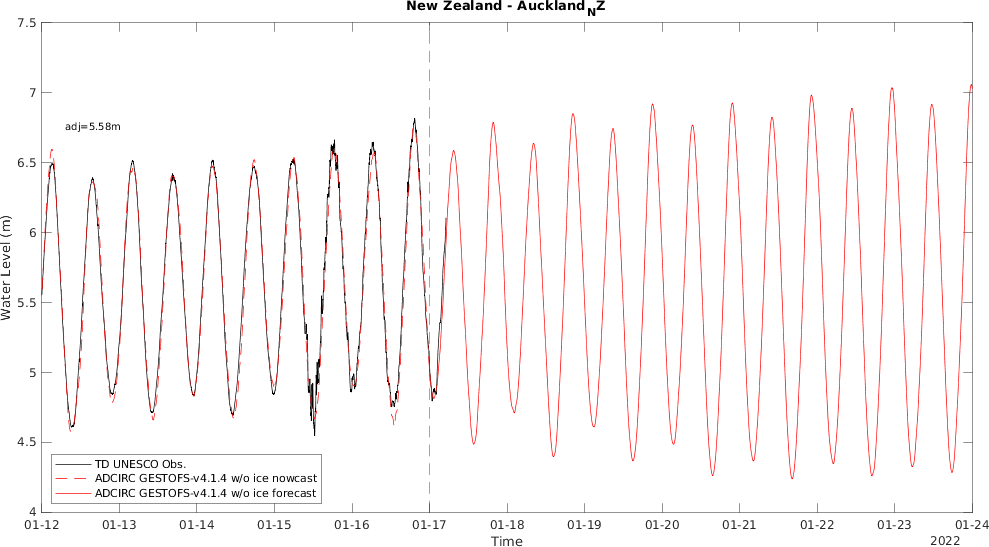 New Zealand - Auckland_NZ
7.5
7
6.5
6
5.5
5
4.5
4
Water Level (m)
adj=5.58m
TD UNESCO Obs.
ADCIRC GESTOFS-v4.1.4 w/o ice nowcast
ADCIRC GESTOFS-v4.1.4 w/o ice forecast
01-12 01-13 01-14 01-15 01-16 01-17 01-18 01-19 01-20 01-21 01-22 01-23 01-24
Time
2022